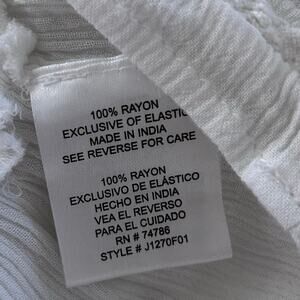 100% RAYON
EXCLUSIVE OF ELASTIC
MADE IN INDIA
SEE REVERSE FOR CARE
100% RAYON
EXCLUSIVO DE ELÁSTICO
HECHO EN INDIA
VEA EL REVERSO
PARA EL CUIDADO
RN # 74786
STYLE # J1270F01